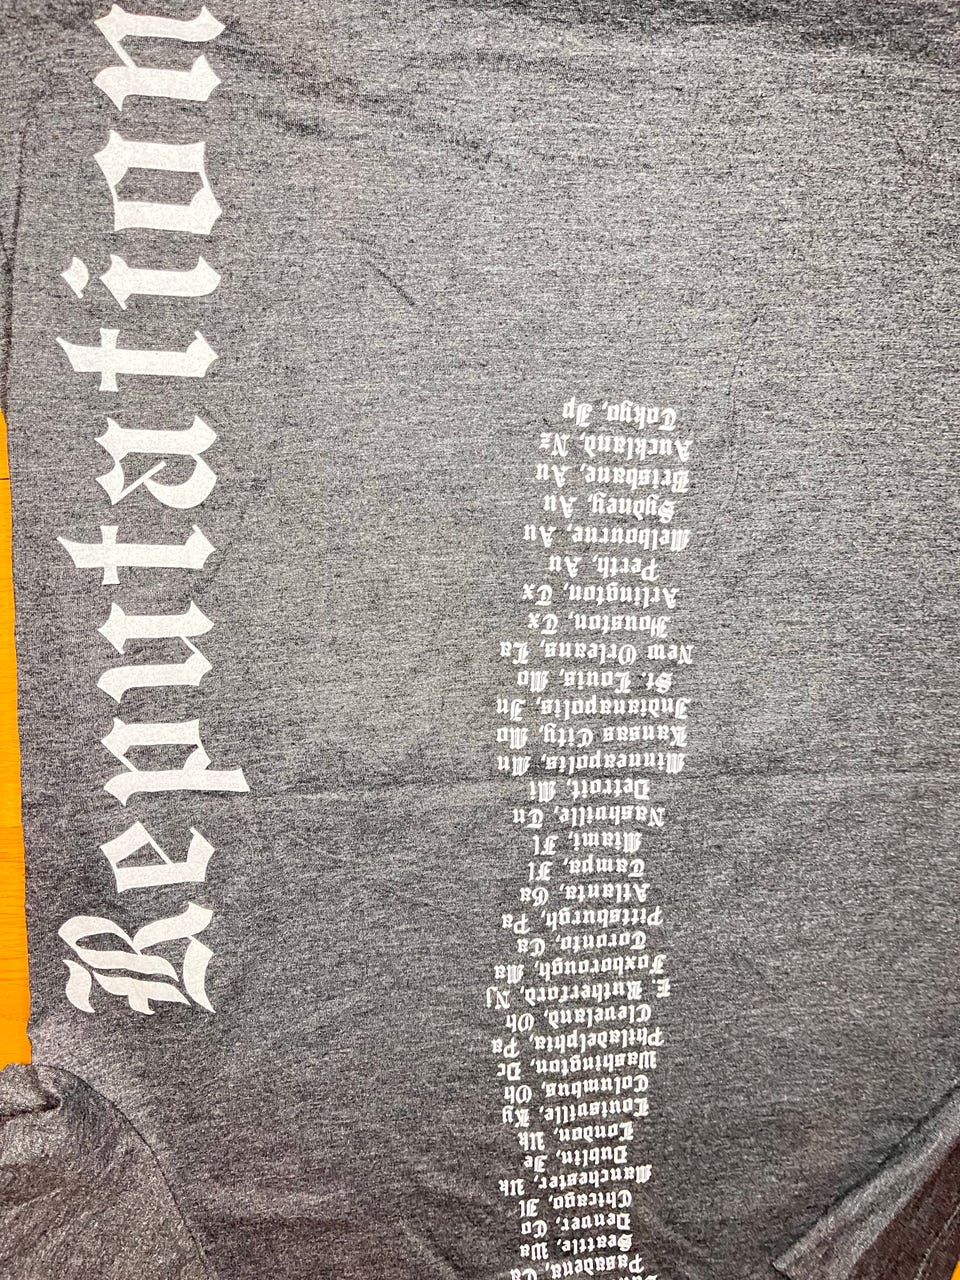 Reputation
Pasadena, Ca
Seattle, Wa
Denver, Co
Chicago, Il
Manchester, Uk
Dublin, Ie
London, Uk
Louisville, Ky
Columbus, Oh
Washington, Dc
Philadelphia, Pa
Cleveland, Oh
E. Rutherford, Nj
Foxborough, Ma
Toronto, Ca
Pittsburgh, Pa
Atlanta, Ga
Tampa, Fl
Miami, Fl
Nashville, Tn
Detroit, Mi
Minneapolis, Mn
Kansas City, Mo
Indianapolis, In
St. Louis, Mo
New Orleans, La
Houston, Tx
Arlington, Tx
Perth, Au
Melbourne, Au
Sydney, Au
Brisbane, Au
Auckland, Nz
Tokyo, Jp